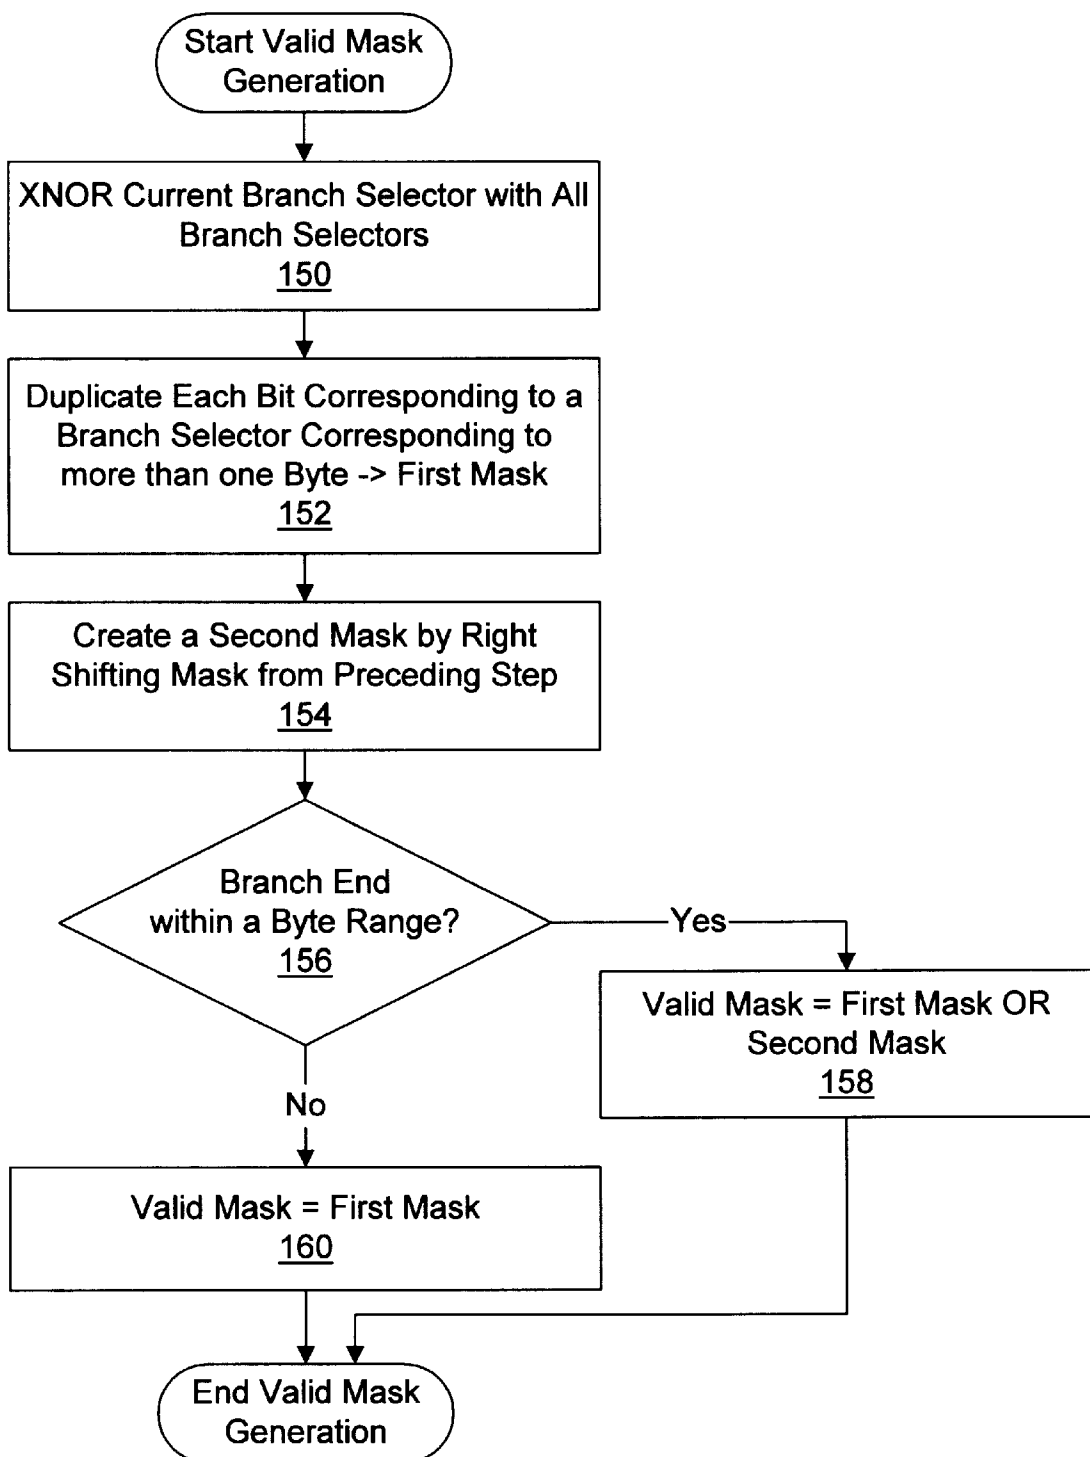 Start Valid Mask
Generation
XNOR Current Branch Selector with All
Branch Selectors
150
Duplicate Each Bit Corresponding to a
Branch Selector Corresponding to
more than one Byte -> First Mask
152
Create a Second Mask by Right
Shifting Mask from Preceding Step
154
Branch End
within a Byte Range?
156
Yes
Valid Mask = First Mask OR
Second Mask
158
No
Valid Mask = First Mask
160
End Valid Mask
Generation